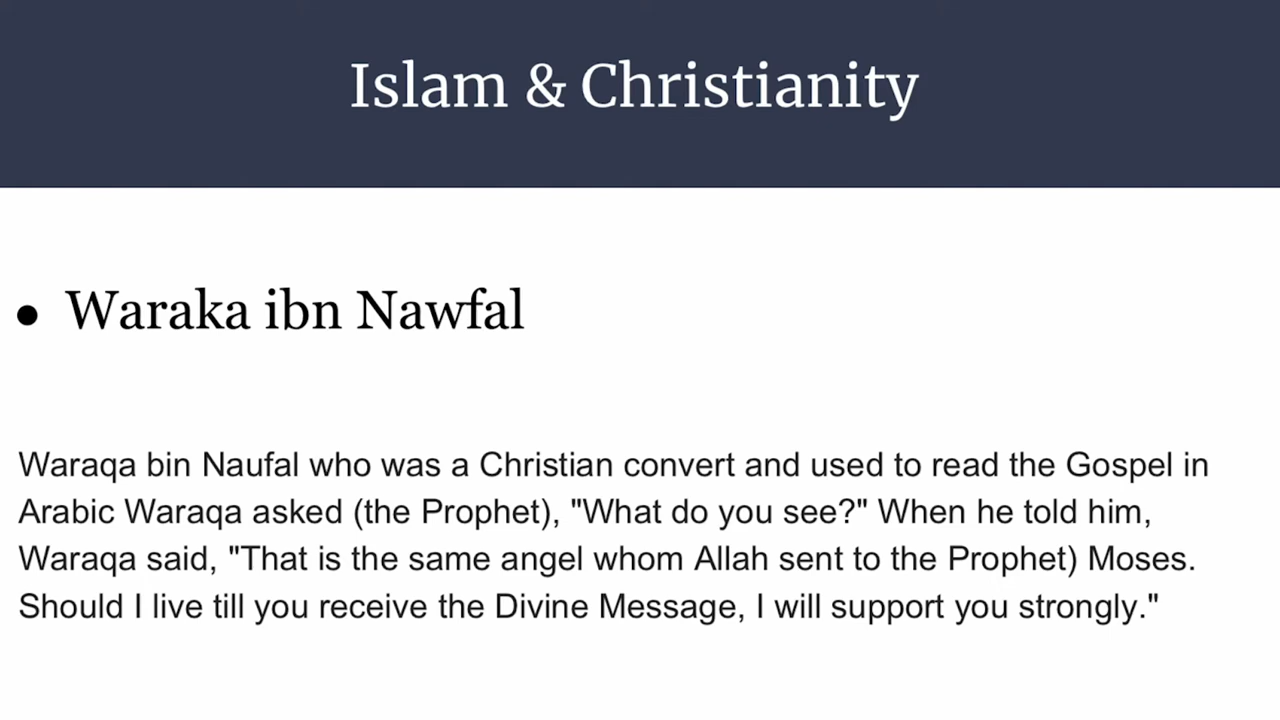 Islam & Christianity
● Waraka ibn Nawfal
Waraqa bin Naufal who was a Christian convert and used to read the Gospel in
Arabic Waraqa asked (the Prophet), "What do you see?" When he told him,
Waraqa said, "That is the same angel whom Allah sent to the Prophet) Moses.
Should I live till you receive the Divine Message, I will support you strongly."